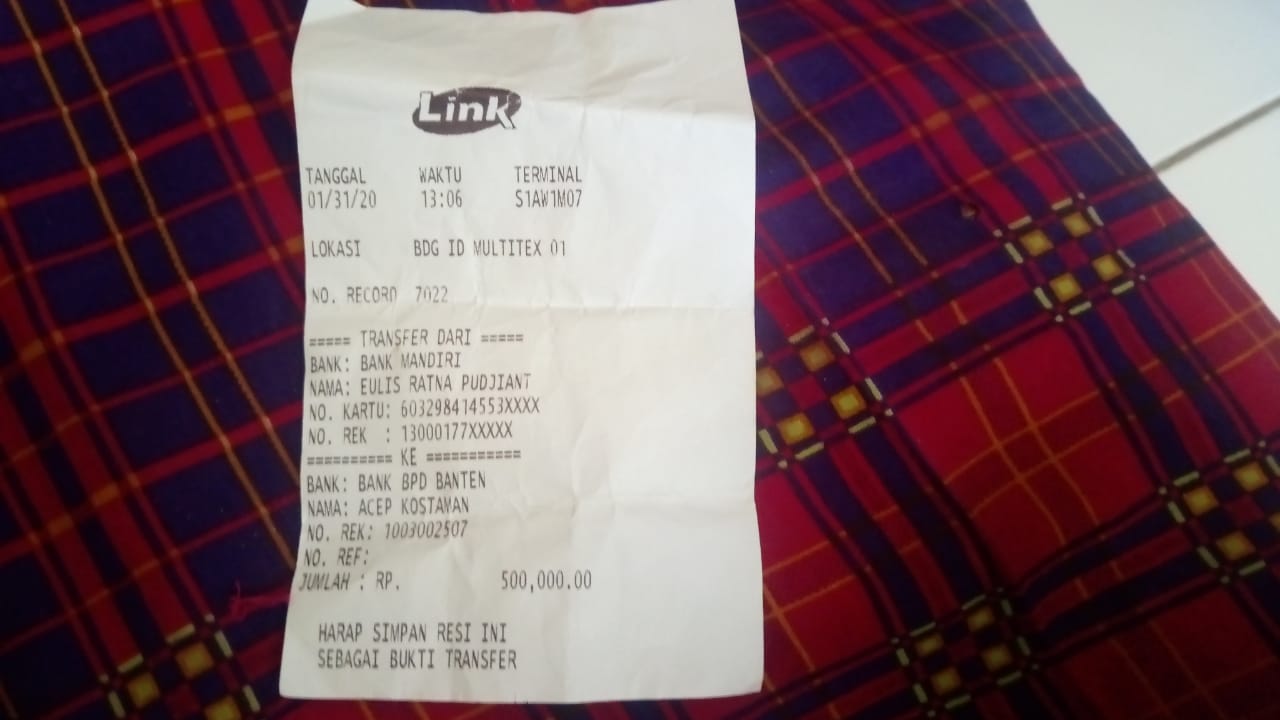 Link
TANGGAL WAKTU TERMINAL
01/31/20 13:06 S1AW1M07
LOKASI BDG ID MULTITEX 01
NO. RECORD 7022
===== TRANSFER DARI =====
BANK: BANK MANDIRI
NAMA: EULIS RATNA PUDJIANT
NO. KARTU: 603298414553XXXX
NO. REK : 13000177XXXXX
========== KE ===========
BANK: BANK BPD BANTEN
NAMA: ACEP KOSTAMAN
NO. REK: 1003002507
NO. REF:
JUMLAH : RP. 500,000.00
HARAP SIMPAN RESI INI
SEBAGAI BUKTI TRANSFER